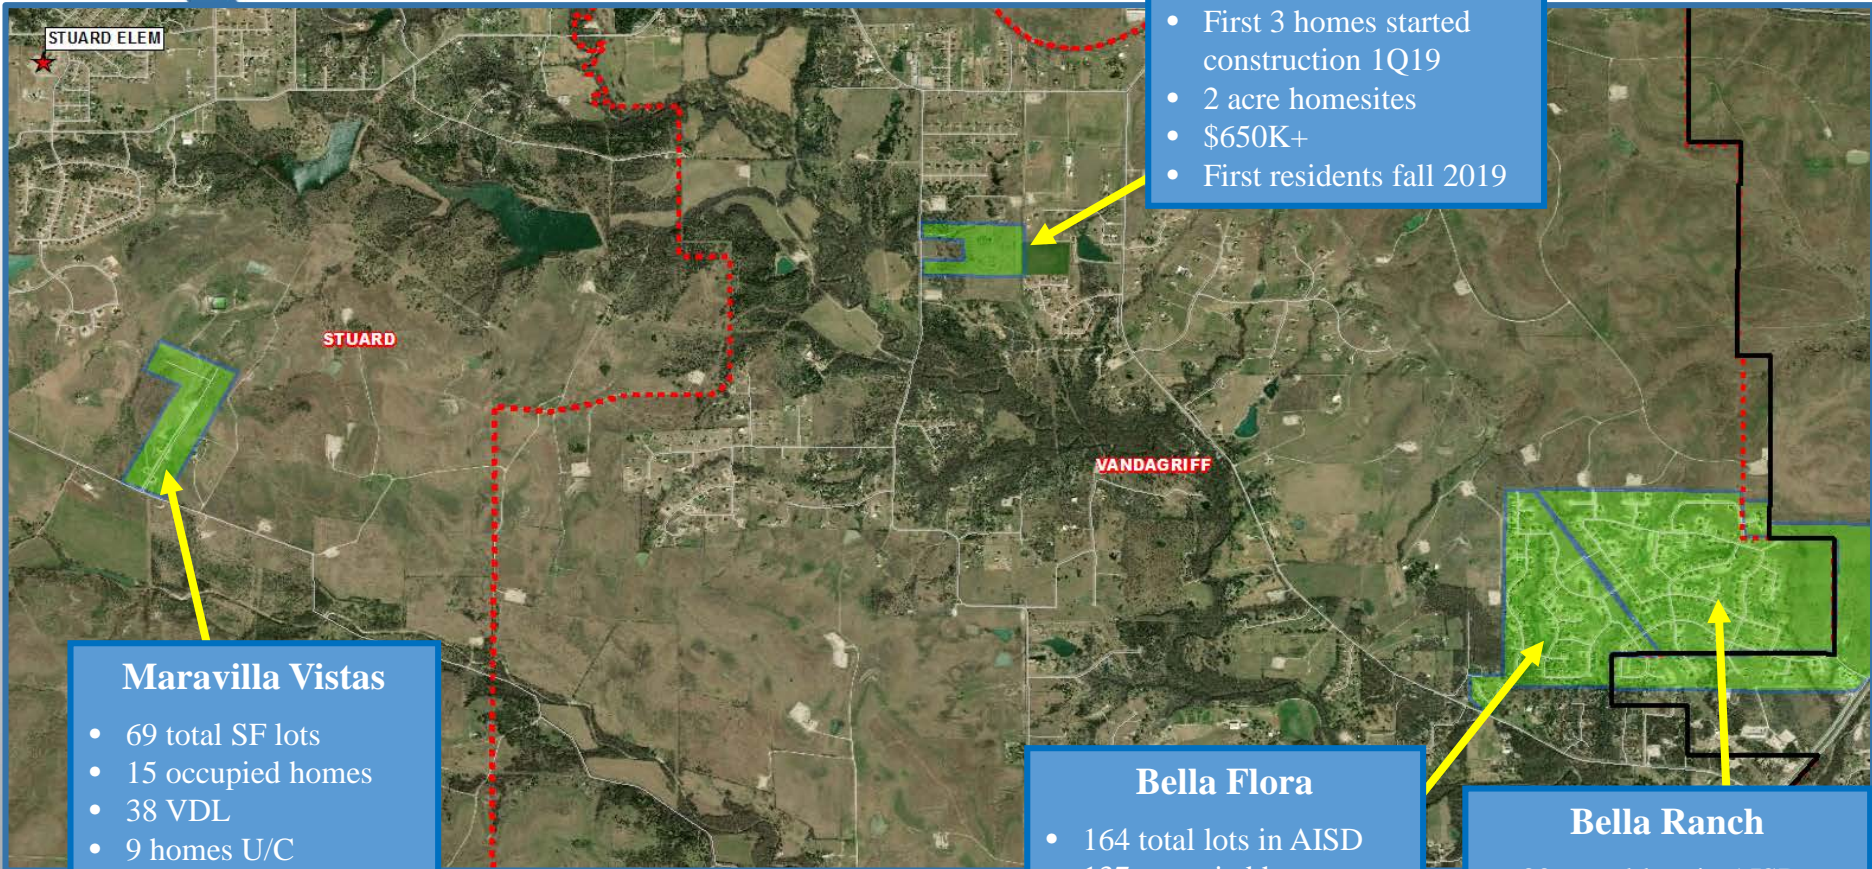 STUARD ELEM
• First 3 homes started
construction 1Q19
• 2 acre homesites
• $650K+
• First residents fall 2019
STUARD
VANDAGRIFF
Maravilla Vistas
• 69 total SF lots
• 15 occupied homes
• 38 VDL
• 9 homes U/C
Bella Flora
• 164 total lots in AISD
Bella Ranch